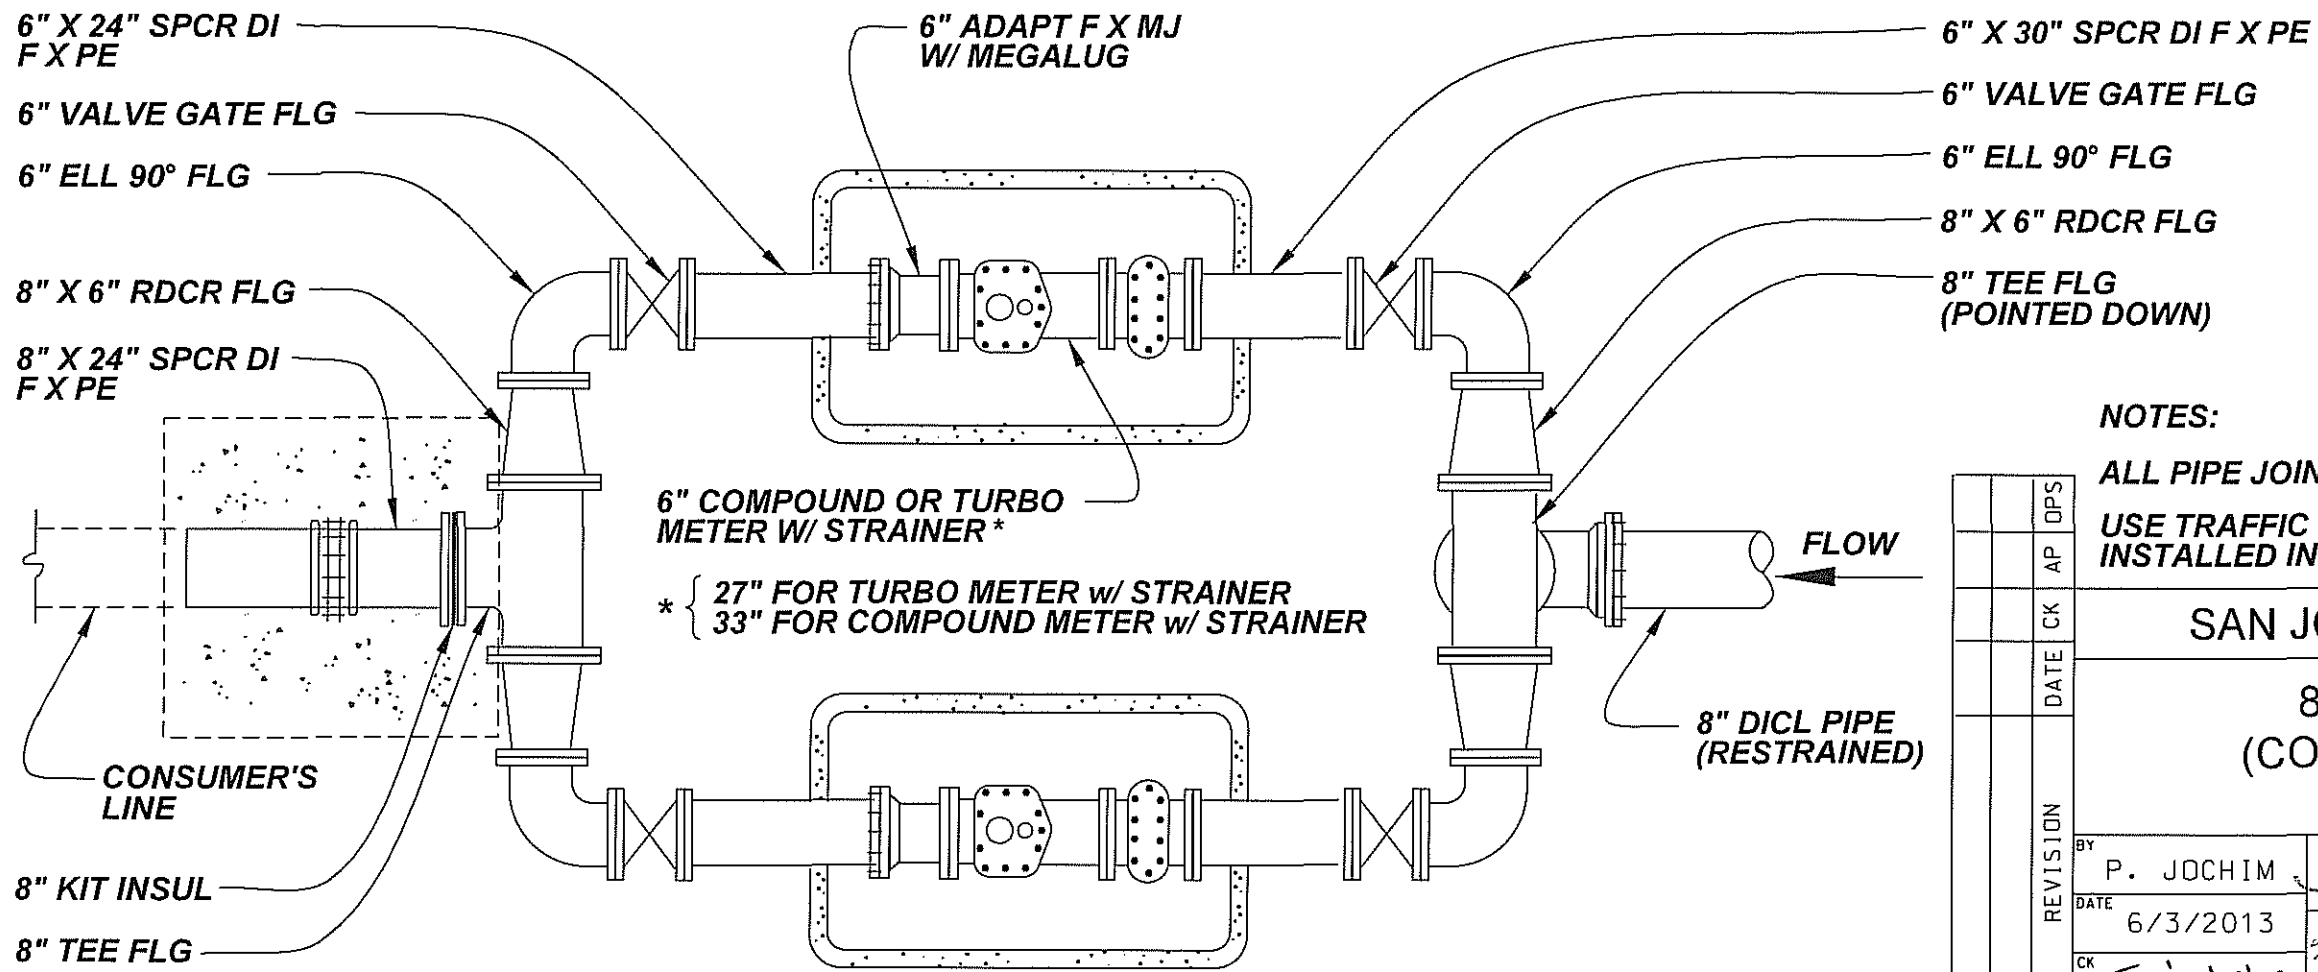 6" X 24" SPCR DI
F X PE
6" VALVE GATE FLG
6" ELL 90° FLG
8" X 6" RDCR FLG
8" X 24" SPCR DI
F X PE
CONSUMER'S
LINE
8" KIT INSUL
8" TEE FLG
6" ADAPT F X MJ
W/ MEGALUG
6" COMPOUND OR TURBO
METER W/ STRAINER *
* { 27" FOR TURBO METER w/ STRAINER
33" FOR COMPOUND METER w/ STRAINER
6" X 30" SPCR DI F X PE
6" VALVE GATE FLG
6" ELL 90° FLG
8" X 6" RDCR FLG
8" TEE FLG
(POINTED DOWN)
FLOW
8" DICL PIPE
(RESTRAINED)
NOTES:
ALL PIPE JOIN
USE TRAFFIC
INSTALLED IN
SAN JO
8
(CO
REVISION DATE CK AP OPS
BY
P. JOCHIM
DATE
6/3/2013
CK